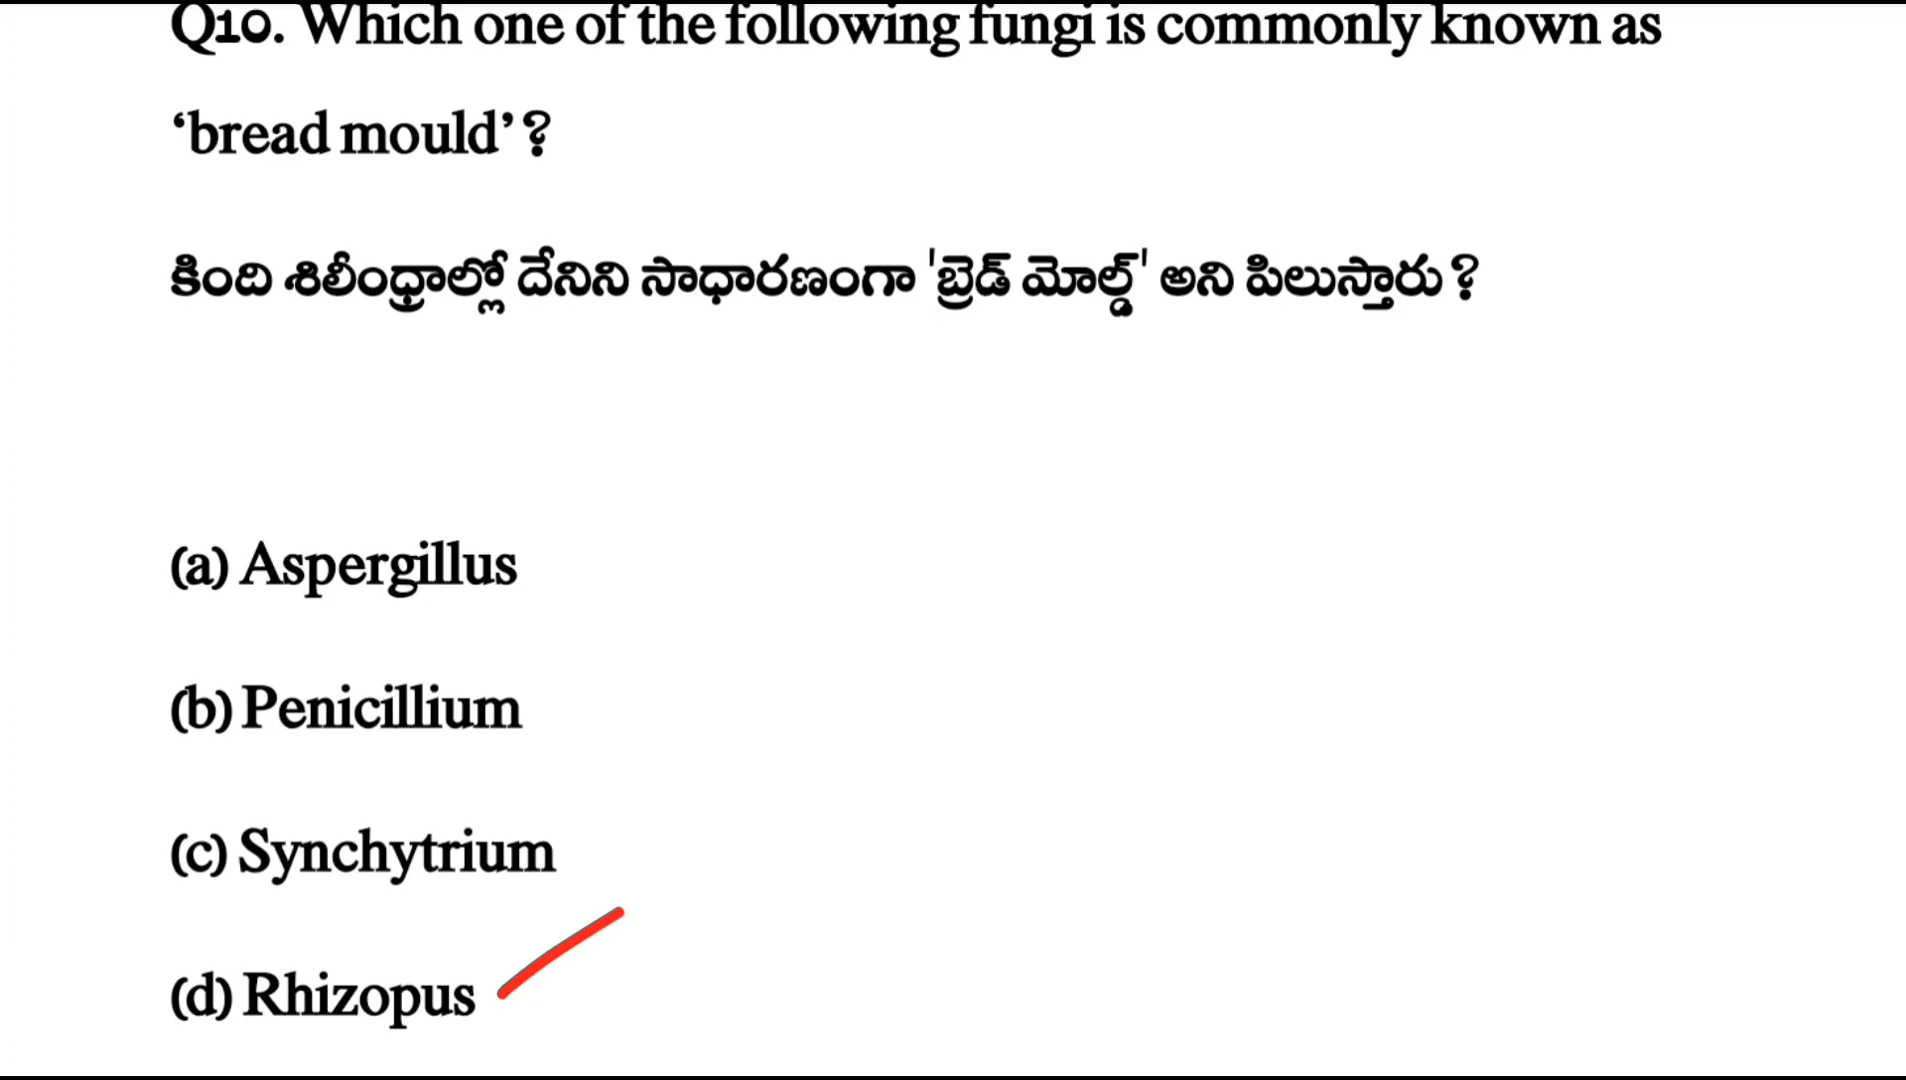 Q10. Which one of the following fungi is commonly known as
‘bread mould’?
కింది శిలీంధ్రాల్లో దేనిని సాధారణంగా 'బ్రెడ్ మోల్డ్' అని పిలుస్తారు?
(a) Aspergillus
(b) Penicillium
(c) Synchytrium
(d) Rhizopus